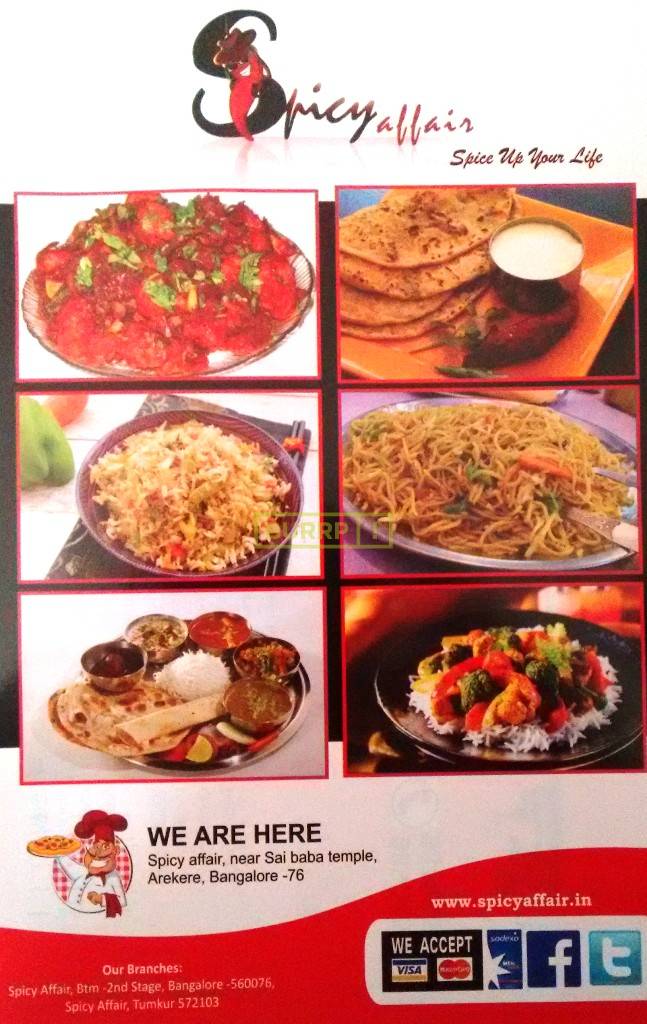 Spicy affair
Spice Up Your Life
BURRP
WE ARE HERE
Spicy affair, near Sai baba temple,
Arekere, Bangalore -76
www.spicyaffair.in
WE ACCEPT
VISA
MasterCard
sodexo
Our Branches:
Spicy Affair, Btm -2nd Stage, Bangalore -560076,
Spicy Affair, Tumkur 572103